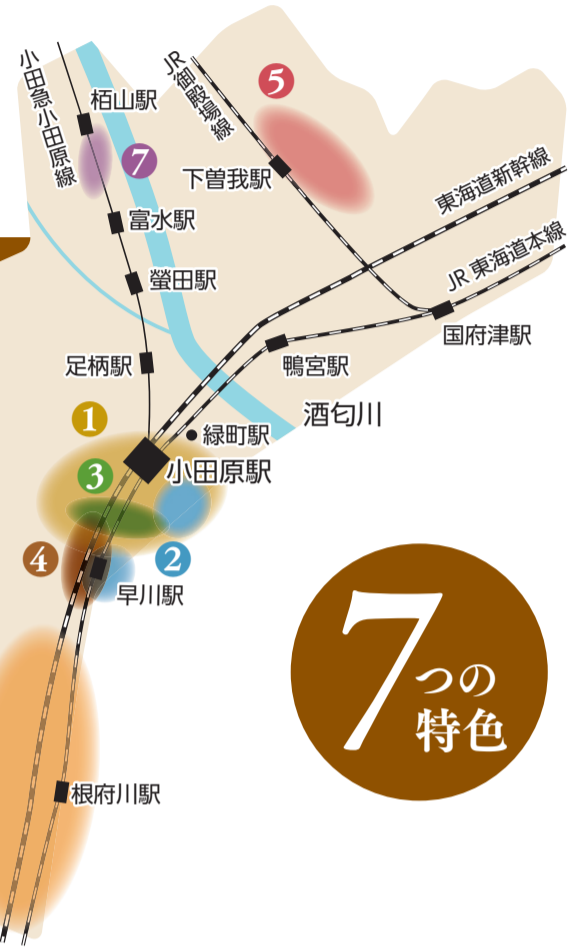 小田急小田原線
栢山駅
7
富水駅
螢田駅
足柄駅
JR御殿場線
5
下曽我駅
東海道新幹線
JR 東海道本線
国府津駅
鴨宮駅
酒匂川
1
緑町駅
小田原駅
3
2
4
早川駅
7つの
特色
根府川駅